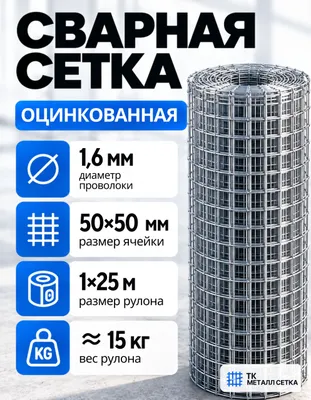 СВАРНАЯ
СЕТКА
ОЦИНКОВАННАЯ
1,6 мм
диаметр
проволоки
50×50 мм
размер ячейки
1×25 м
размер рулона
≈ 15 кг
вес рулона
KG
ТК
МЕТАЛЛ СЕТКА